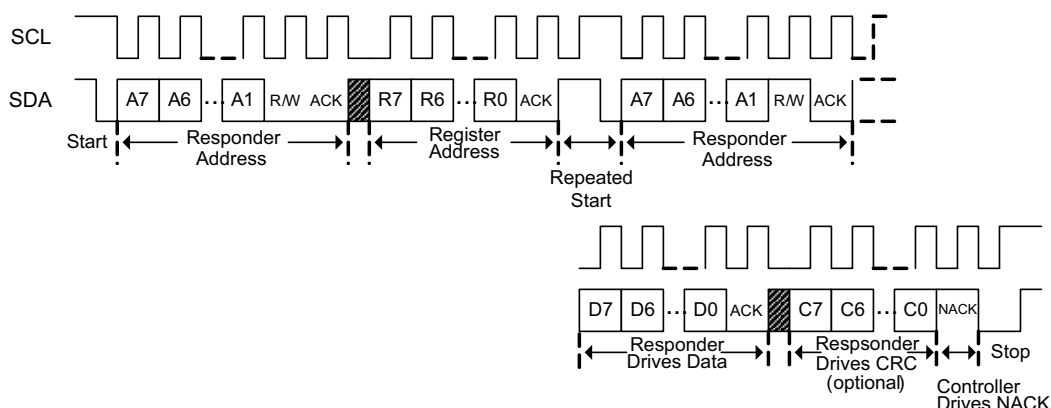 SCL
SDA
A7 A6 ... A1 R/W ACK R7 R6 ... R0 ACK A7 A6 ... A1 R/W ACK
Start
Responder
Address
Register
Address
Repeated
Start
Responder
Address
D7 D6 ... D0 ACK C7 C6 ... C0 NACK
Responder
Drives Data
Respsonder
Drives CRC
(optional)
Stop
Controller
Drives NACK